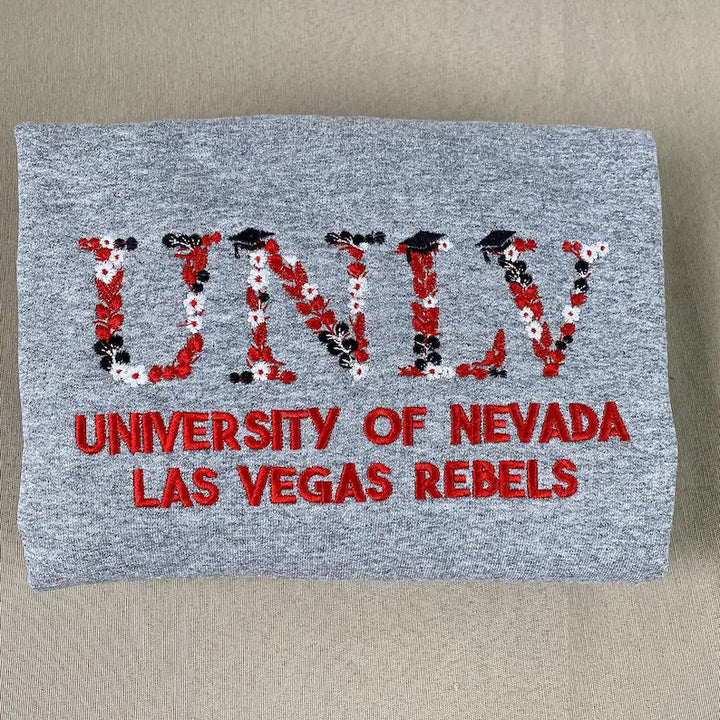 UNLV
UNIVERSITY OF NEVADA
LAS VEGAS REBELS